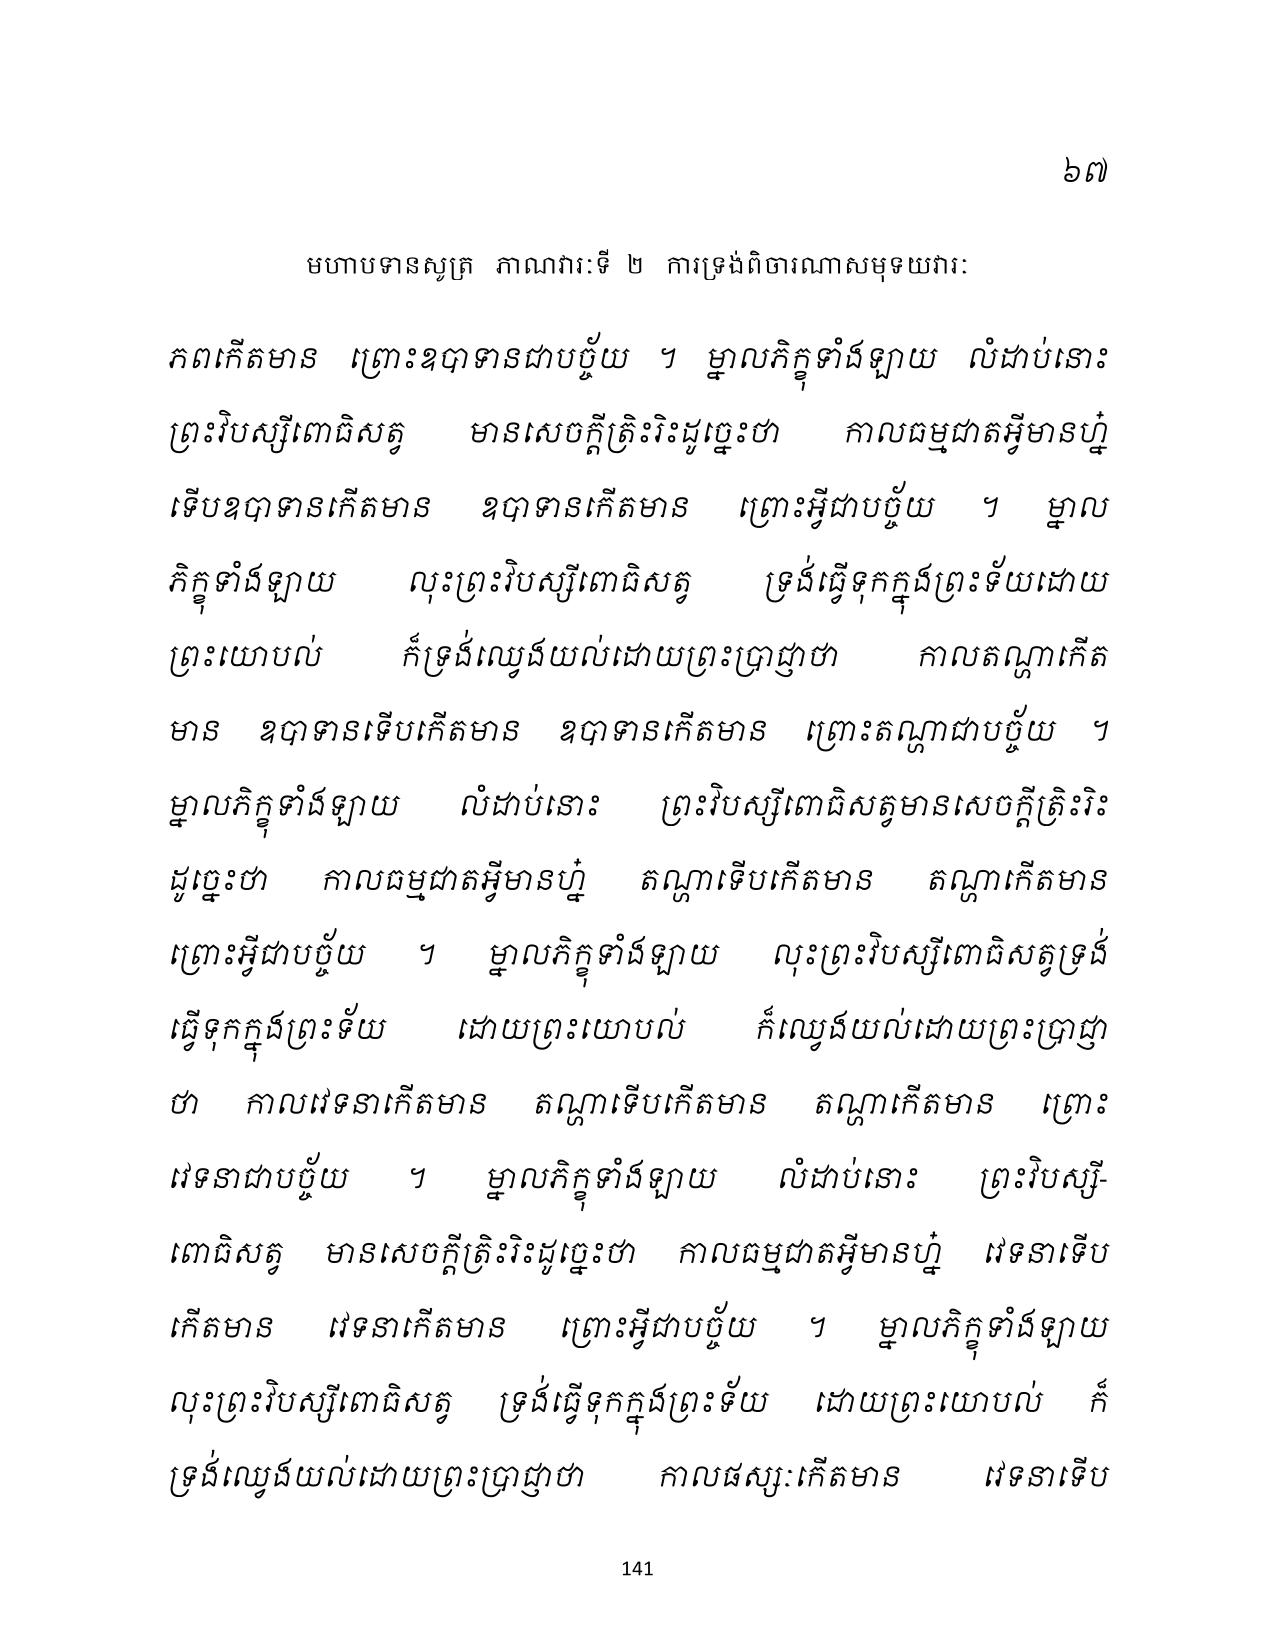 ៦៧
មហាបទានសូត្រ ភាណវារៈទី ២ ការទ្រង់ពិចារណាសមុទយវារៈ
ភពកើតមាន ព្រោះឧបាទានជាបច្ច័យ ។ ម្នាលភិក្ខុទាំងឡាយ លំដាប់នោះ
ព្រះវិបស្សីពោធិសត្វ មានសេចក្តីត្រិះរិះដូច្នេះថា កាលធម្មជាតអ្វីមានហ្ន៎
ទើបឧបាទានកើតមាន ឧបាទានកើតមាន ព្រោះអ្វីជាបច្ច័យ ។ ម្នាល
ភិក្ខុទាំងឡាយ លុះព្រះវិបស្សីពោធិសត្វ ទ្រង់ធ្វើទុកក្នុងព្រះទ័យដោយ
ព្រះយោបល់ ក៏ទ្រង់ឈ្វេងយល់ដោយព្រះប្រាជ្ញាថា កាលតណ្ហាកើត
មាន ឧបាទានទើបកើតមាន ឧបាទានកើតមាន ព្រោះតណ្ហាជាបច្ច័យ ។
ម្នាលភិក្ខុទាំងឡាយ លំដាប់នោះ ព្រះវិបស្សីពោធិសត្វមានសេចក្តីត្រិះរិះ
ដូច្នេះថា កាលធម្មជាតអ្វីមានហ្ន៎ តណ្ហាទើបកើតមាន តណ្ហាកើតមាន
ព្រោះអ្វីជាបច្ច័យ ។ ម្នាលភិក្ខុទាំងឡាយ លុះព្រះវិបស្សីពោធិសត្វទ្រង់
ធ្វើទុកក្នុងព្រះទ័យ ដោយព្រះយោបល់ ក៏ឈ្វេងយល់ដោយព្រះប្រាជ្ញា
ថា កាលវេទនាកើតមាន តណ្ហាទើបកើតមាន តណ្ហាកើតមាន ព្រោះ
វេទនាជាបច្ច័យ ។ ម្នាលភិក្ខុទាំងឡាយ លំដាប់នោះ ព្រះវិបស្សី-
ពោធិសត្វ មានសេចក្តីត្រិះរិះដូច្នេះថា កាលធម្មជាតអ្វីមានហ្ន៎ វេទនាទើប
កើតមាន វេទនាកើតមាន ព្រោះអ្វីជាបច្ច័យ ។ ម្នាលភិក្ខុទាំងឡាយ
លុះព្រះវិបស្សីពោធិសត្វ ទ្រង់ធ្វើទុកក្នុងព្រះទ័យ ដោយព្រះយោបល់ ក៏
ទ្រង់ឈ្វេងយល់ដោយព្រះប្រាជ្ញាថា កាលផស្សៈកើតមាន វេទនាទើប
141